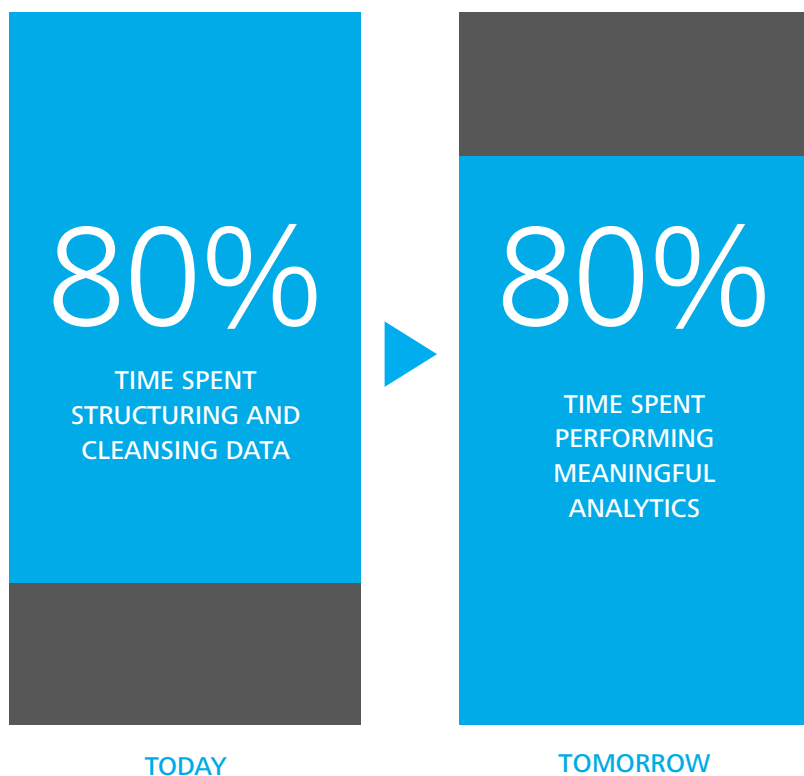 80%
TIME SPENT
STRUCTURING AND
CLEANSING DATA
TODAY
80%
TIME SPENT
PERFORMING
MEANINGFUL
ANALYTICS
TOMORROW